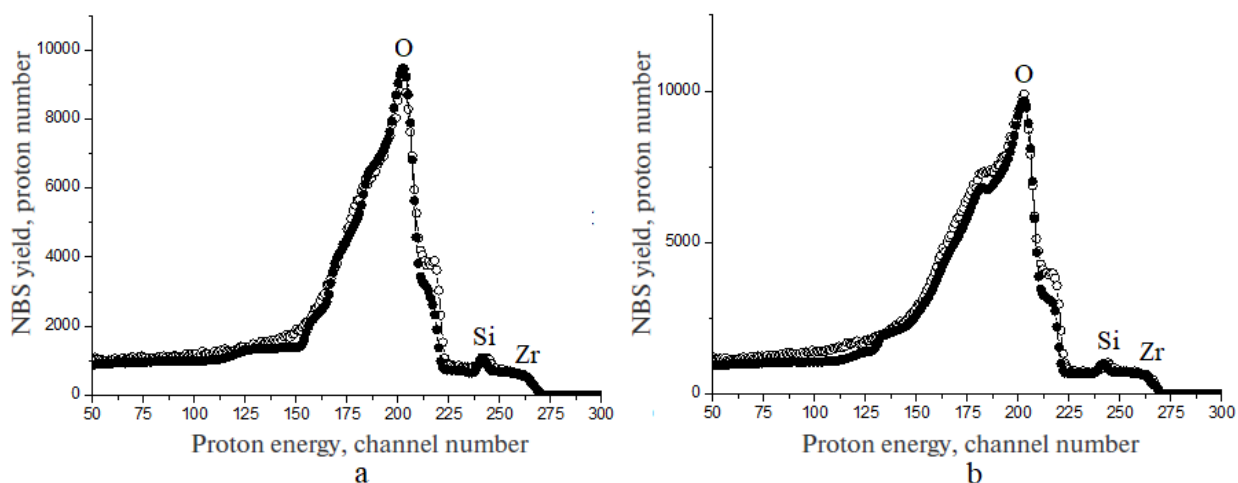 NBS yield, proton number
10000
8000
6000
4000
2000
0
O
Si
Zr
50 75 100 125 150 175 200 225 250 275 300
Proton energy, channel number
a
NBS yield, proton number
10000
5000
0
O
Si
Zr
50 75 100 125 150 175 200 225 250 275 300
Proton energy, channel number
b